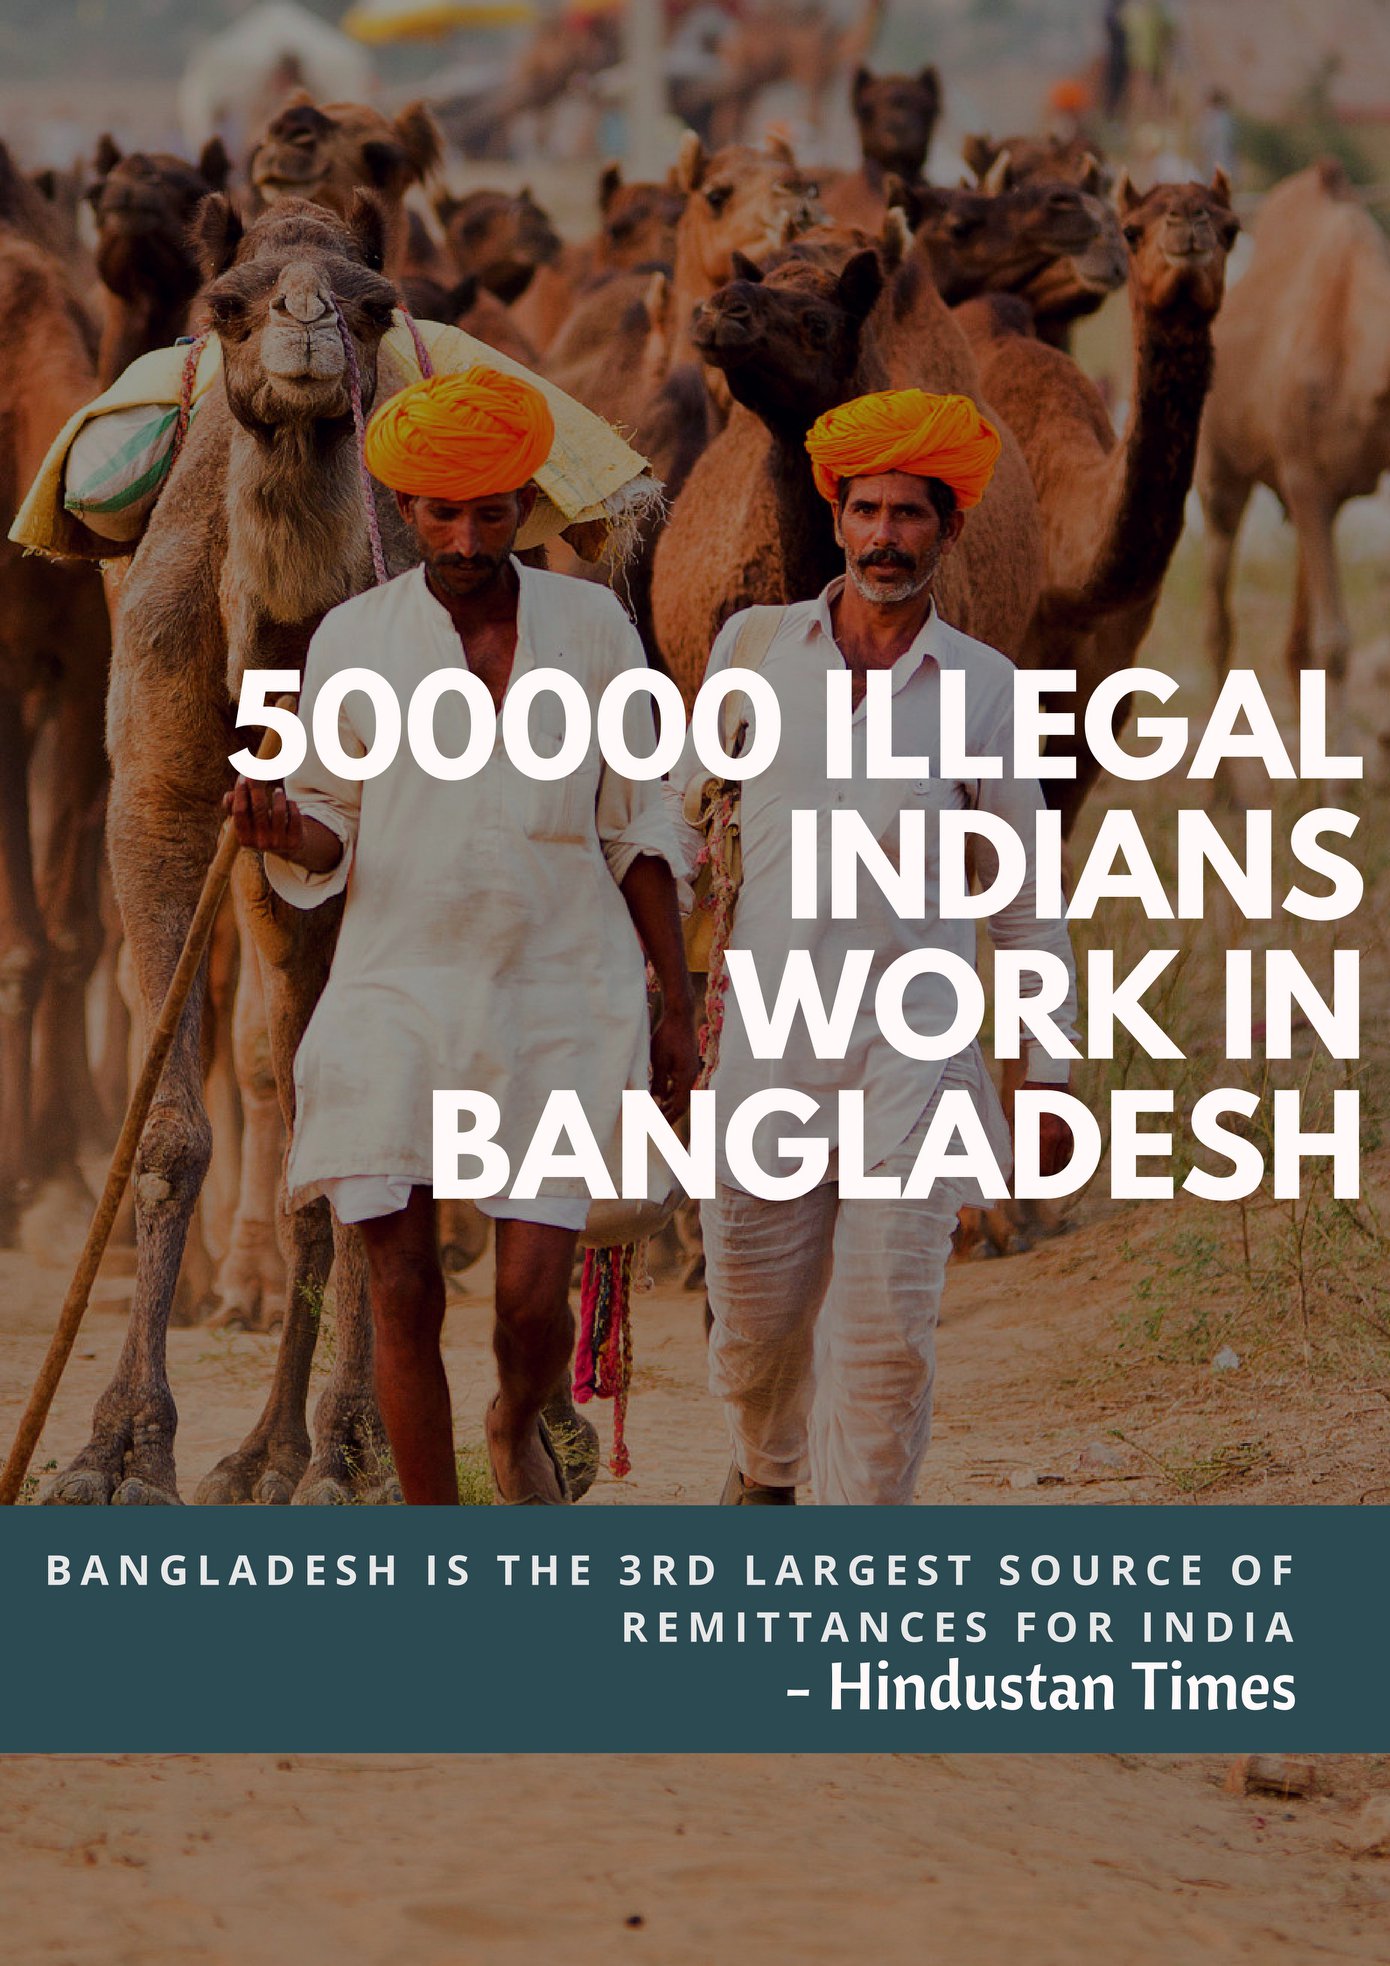 500000 ILLEGAL
INDIANS
WORK IN
BANGLADESH
BANGLADESH IS THE 3RD LARGEST SOURCE OF
REMITTANCES FOR INDIA
- Hindustan Times